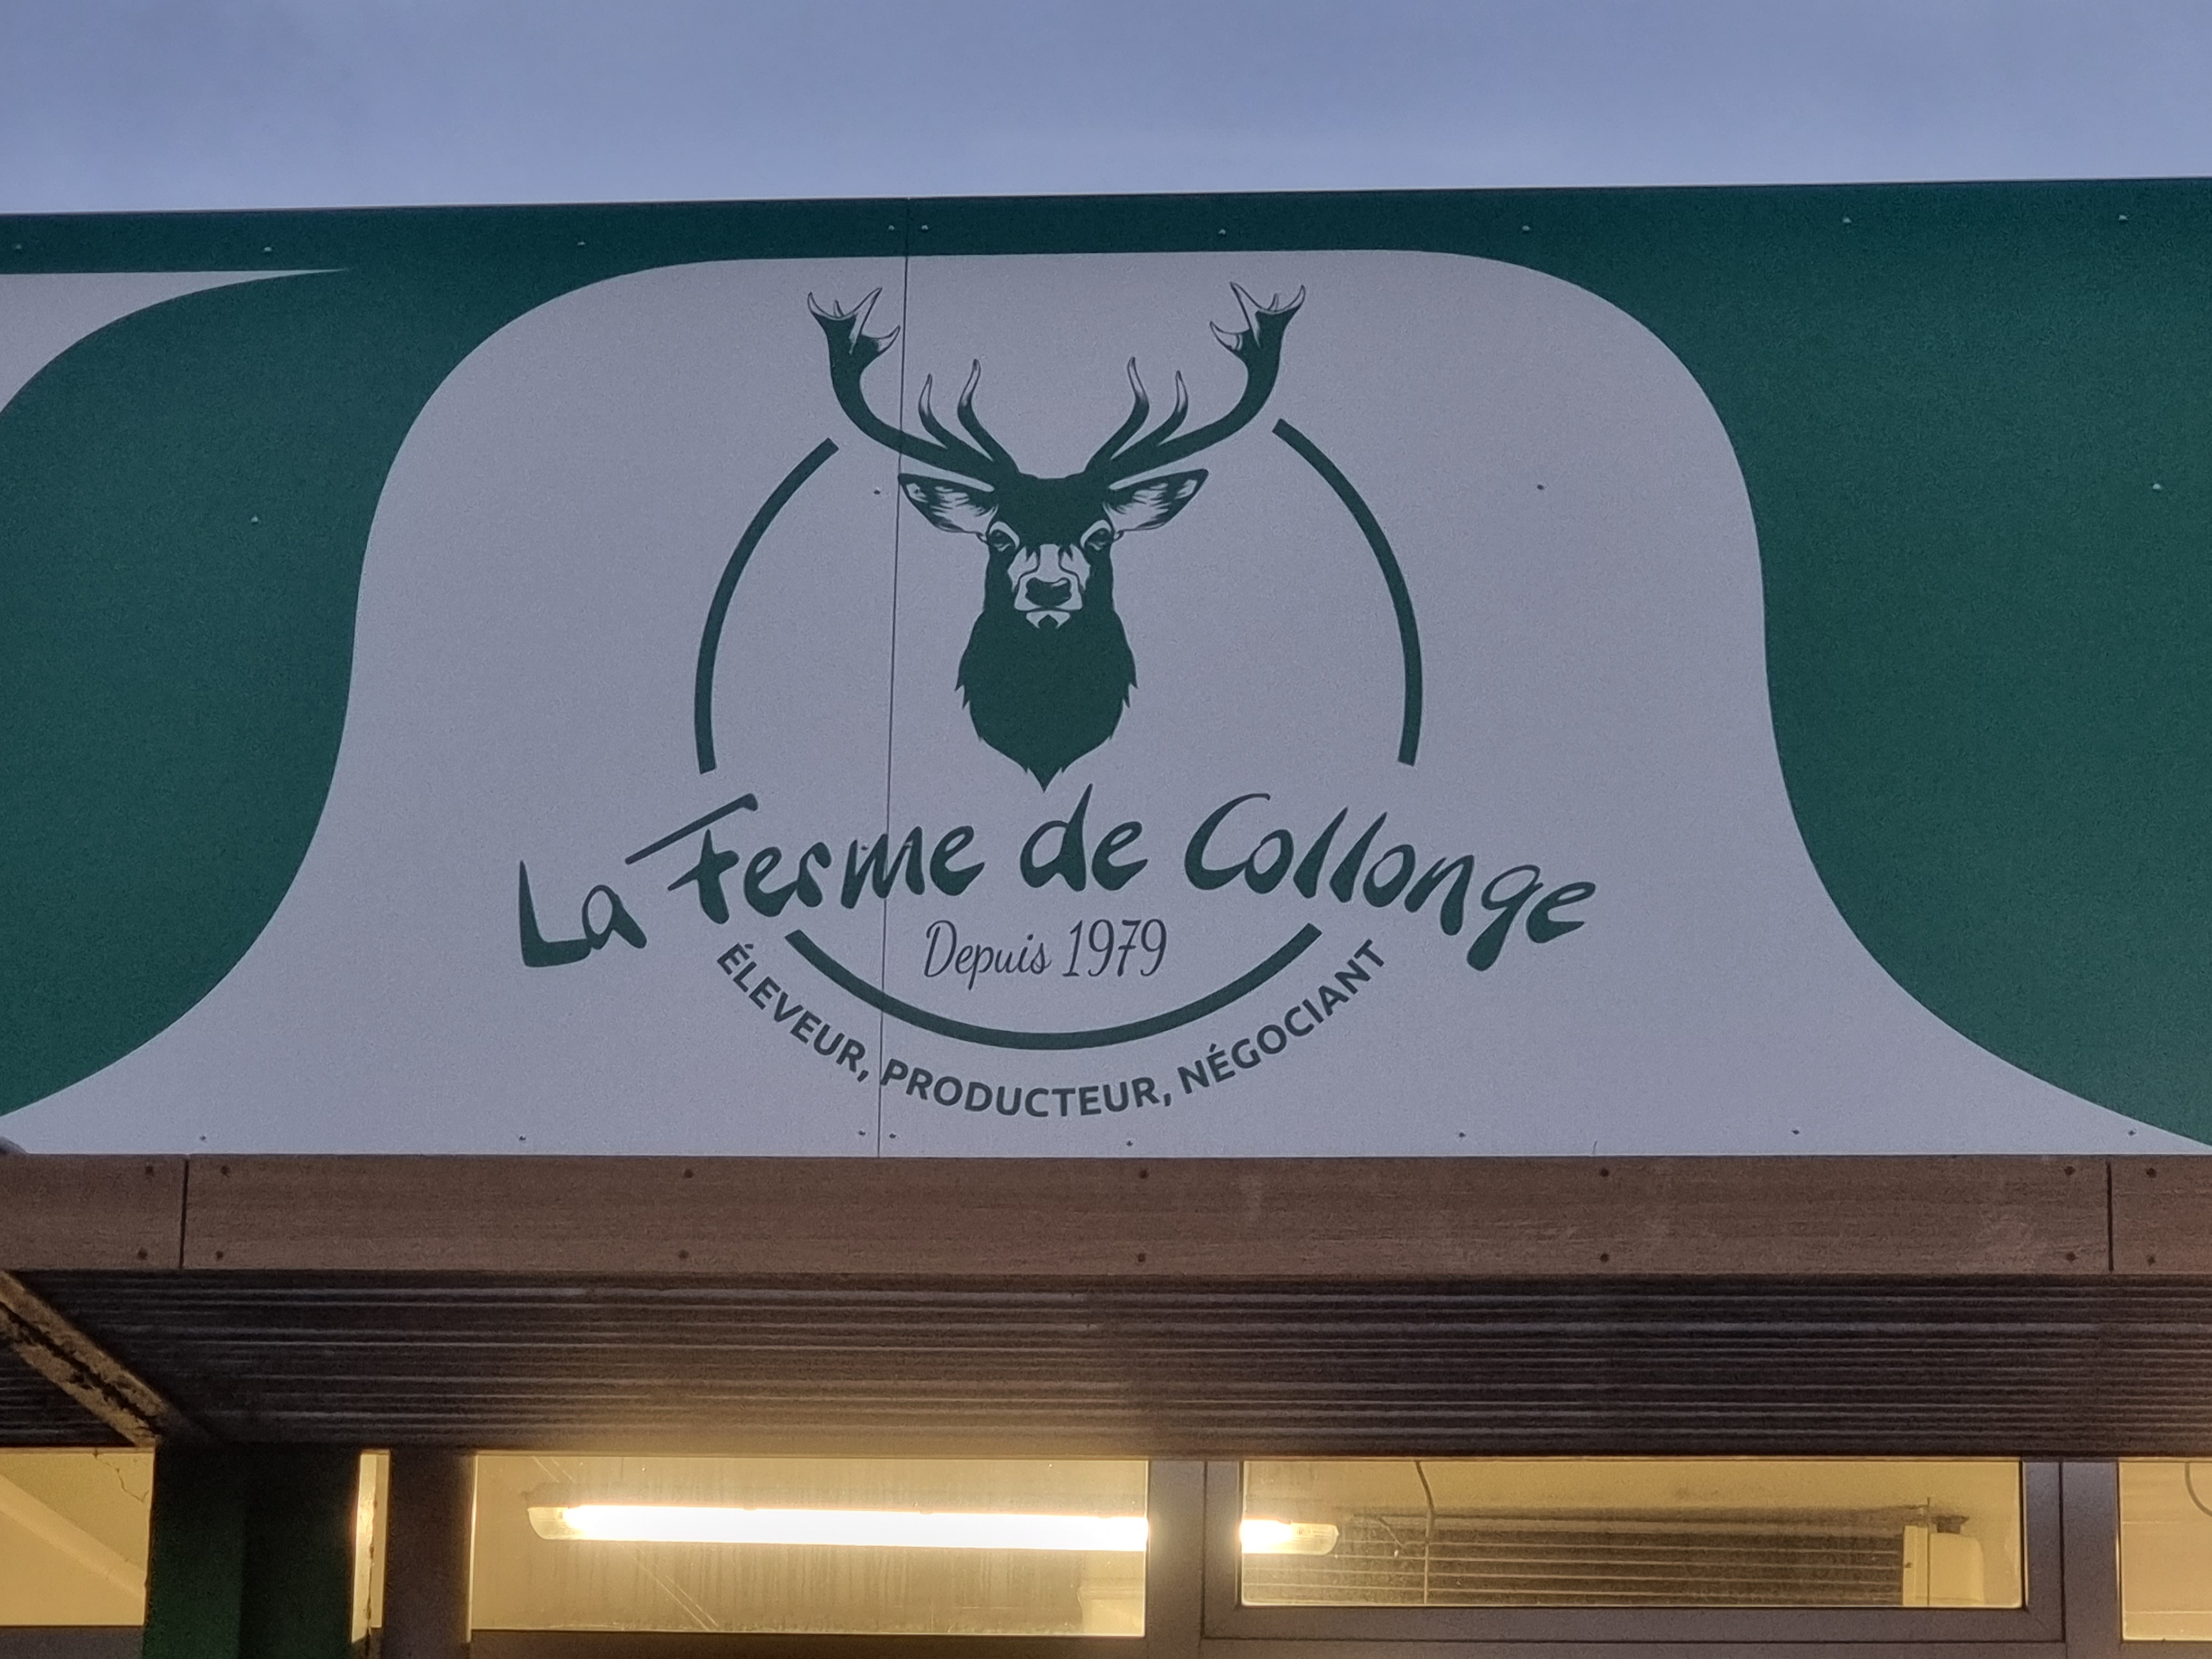 La Ferme de Collonge
Depuis 1979
ÉLEVEUR, PRODUCTEUR, NÉGOCIANT